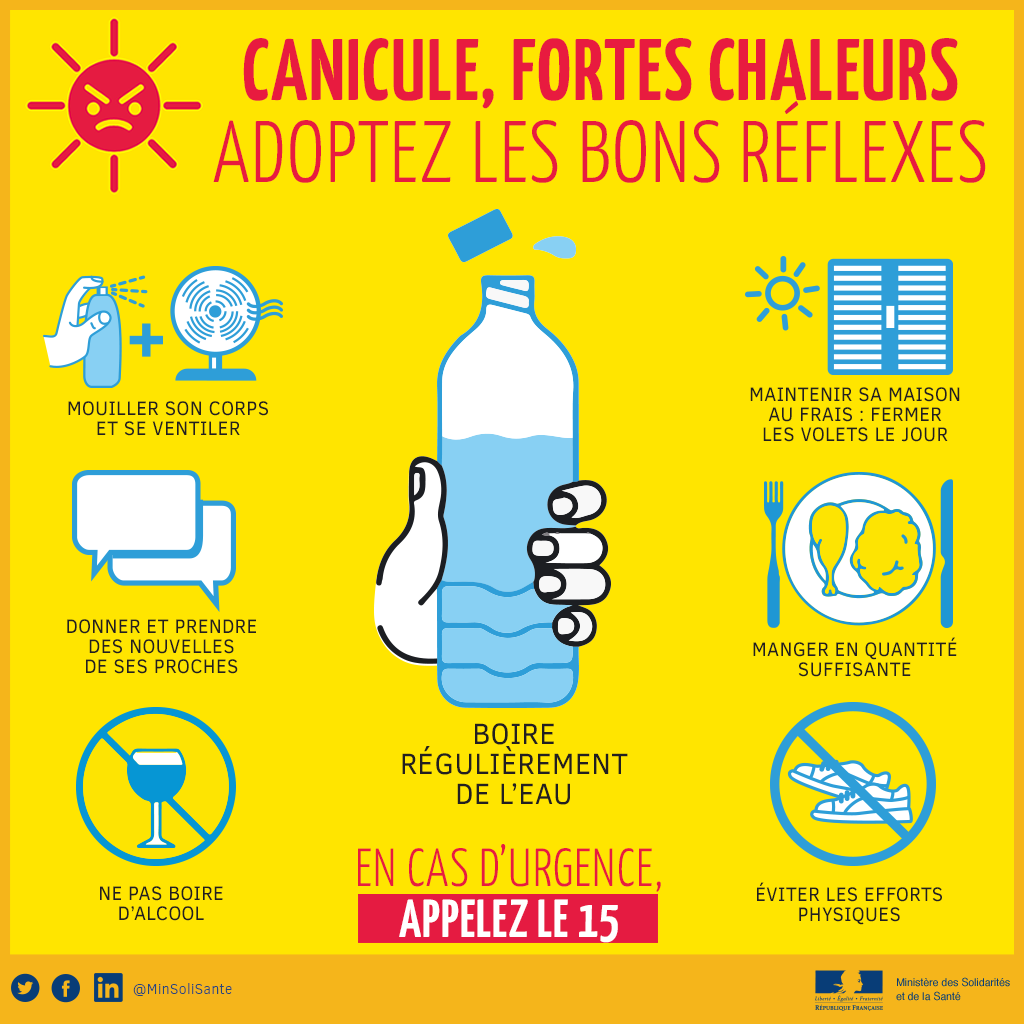 CANICULE, FORTES CHALEURS
ADOPTEZ LES BONS RÉFLEXES
MOUILLER SON CORPS
ET SE VENTILER
DONNER ET PRENDRE
DES NOUVELLES
DE SES PROCHES
NE PAS BOIRE
D'ALCOOL
BOIRE
RÉGULIÈREMENT
DE L'EAU
EN CAS D'URGENCE,
APPELEZ LE 15
MAINTENIR SA MAISON
AU FRAIS : FERMER
LES VOLETS LE JOUR
MANGER EN QUANTITÉ
SUFFISANTE
ÉVITER LES EFFORTS
PHYSIQUES
@MinSoliSante
Liberté • Égalité • Fraternité
RÉPUBLIQUE FRANÇAISE
Ministère des Solidarités
et de la Santé